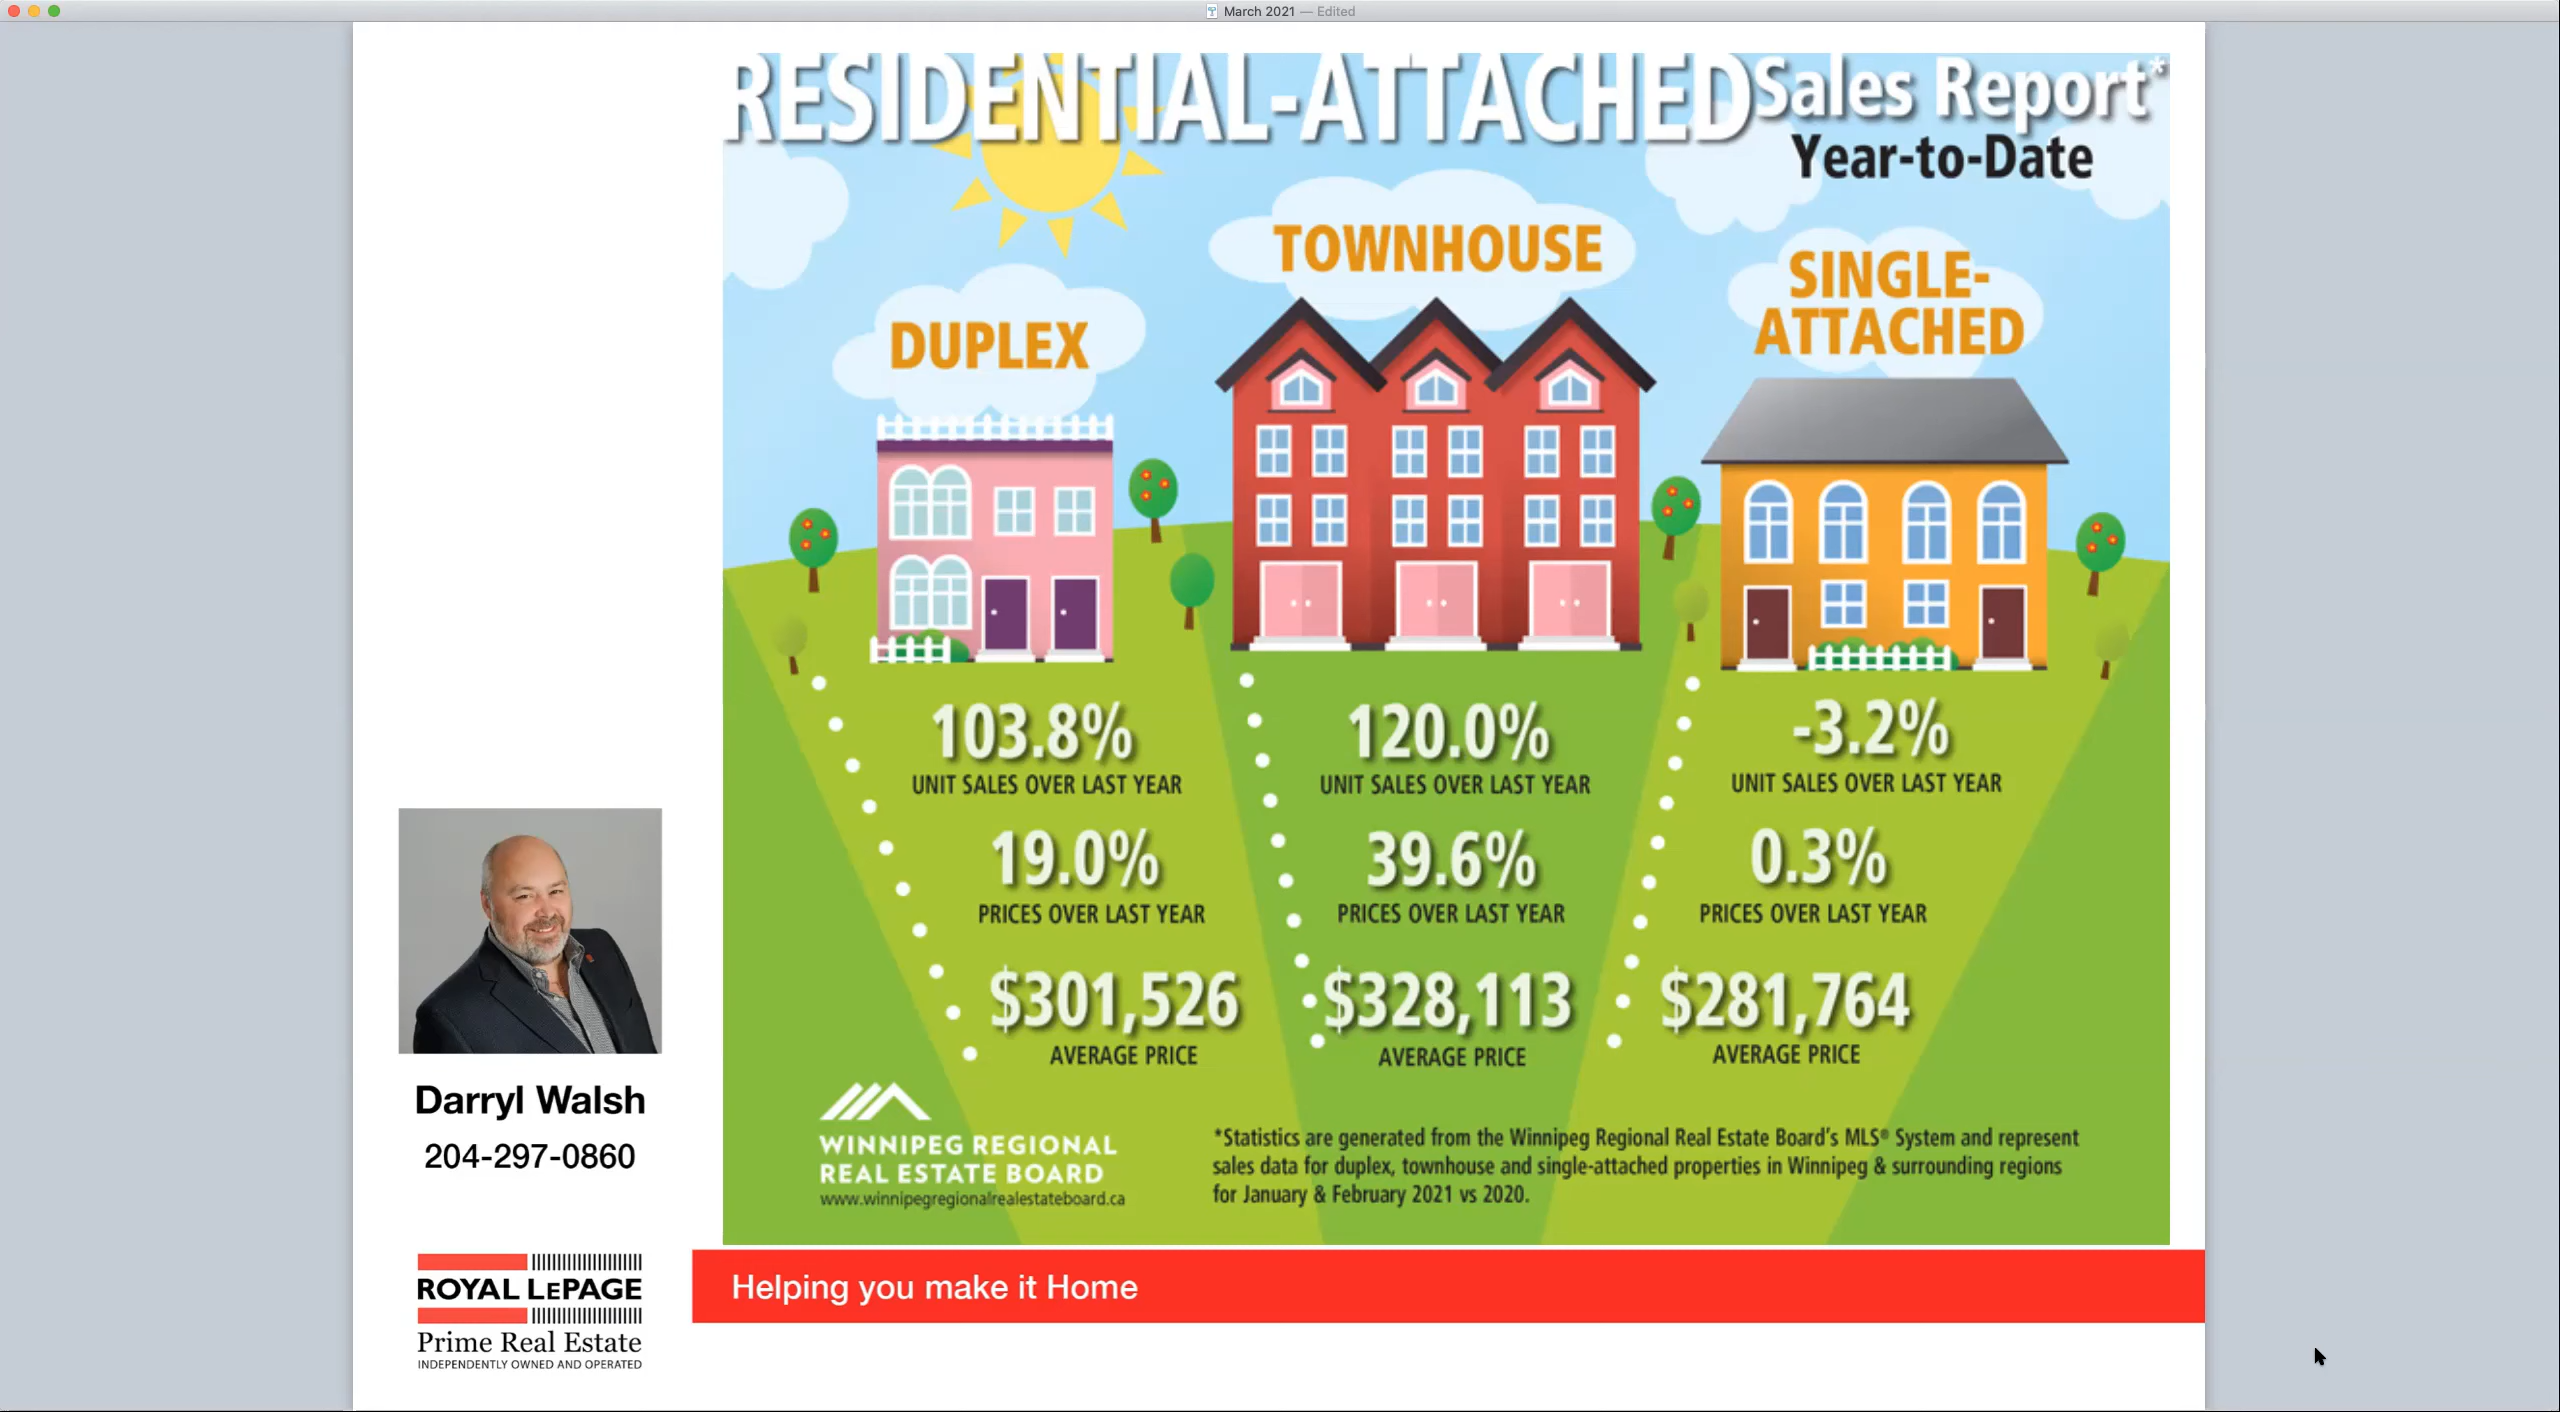 March 2021 — Edited
RESIDENTIAL-ATTACHED Sales Report*
Year-to-Date
DUPLEX
TOWNHOUSE
SINGLE-
ATTACHED
103.8%
UNIT SALES OVER LAST YEAR
19.0%
PRICES OVER LAST YEAR
$301,526
AVERAGE PRICE
120.0%
UNIT SALES OVER LAST YEAR
39.6%
PRICES OVER LAST YEAR
$328,113
AVERAGE PRICE
-3.2%
UNIT SALES OVER LAST YEAR
0.3%
PRICES OVER LAST YEAR
$281,764
AVERAGE PRICE
WINNIPEG REGIONAL
REAL ESTATE BOARD
www.winnipegregionalrealestateboard.ca
*Statistics are generated from the Winnipeg Regional Real Estate Board's MLS® System and represent
sales data for duplex, townhouse and single-attached properties in Winnipeg & surrounding regions
for January & February 2021 vs 2020.
Darryl Walsh
204-297-0860
ROYAL LEPAGE
Prime Real Estate
INDEPENDENTLY OWNED AND OPERATED
Helping you make it Home